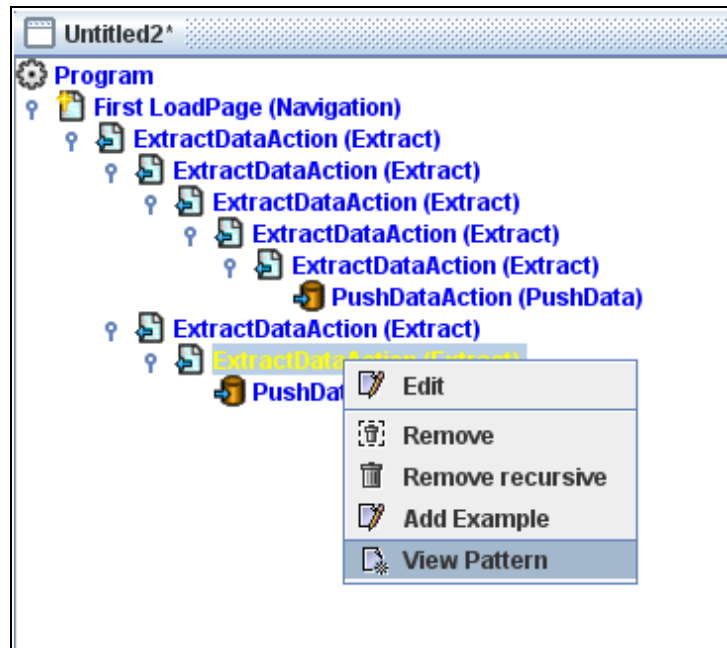 Untitled2*
Program
First LoadPage (Navigation)
ExtractDataAction (Extract)
ExtractDataAction (Extract)
ExtractDataAction (Extract)
ExtractDataAction (Extract)
ExtractDataAction (Extract)
PushDataAction (PushData)
ExtractDataAction (Extract)
ExtractDataAction (Extract)
PushDat
Edit
Remove
Remove recursive
Add Example
View Pattern